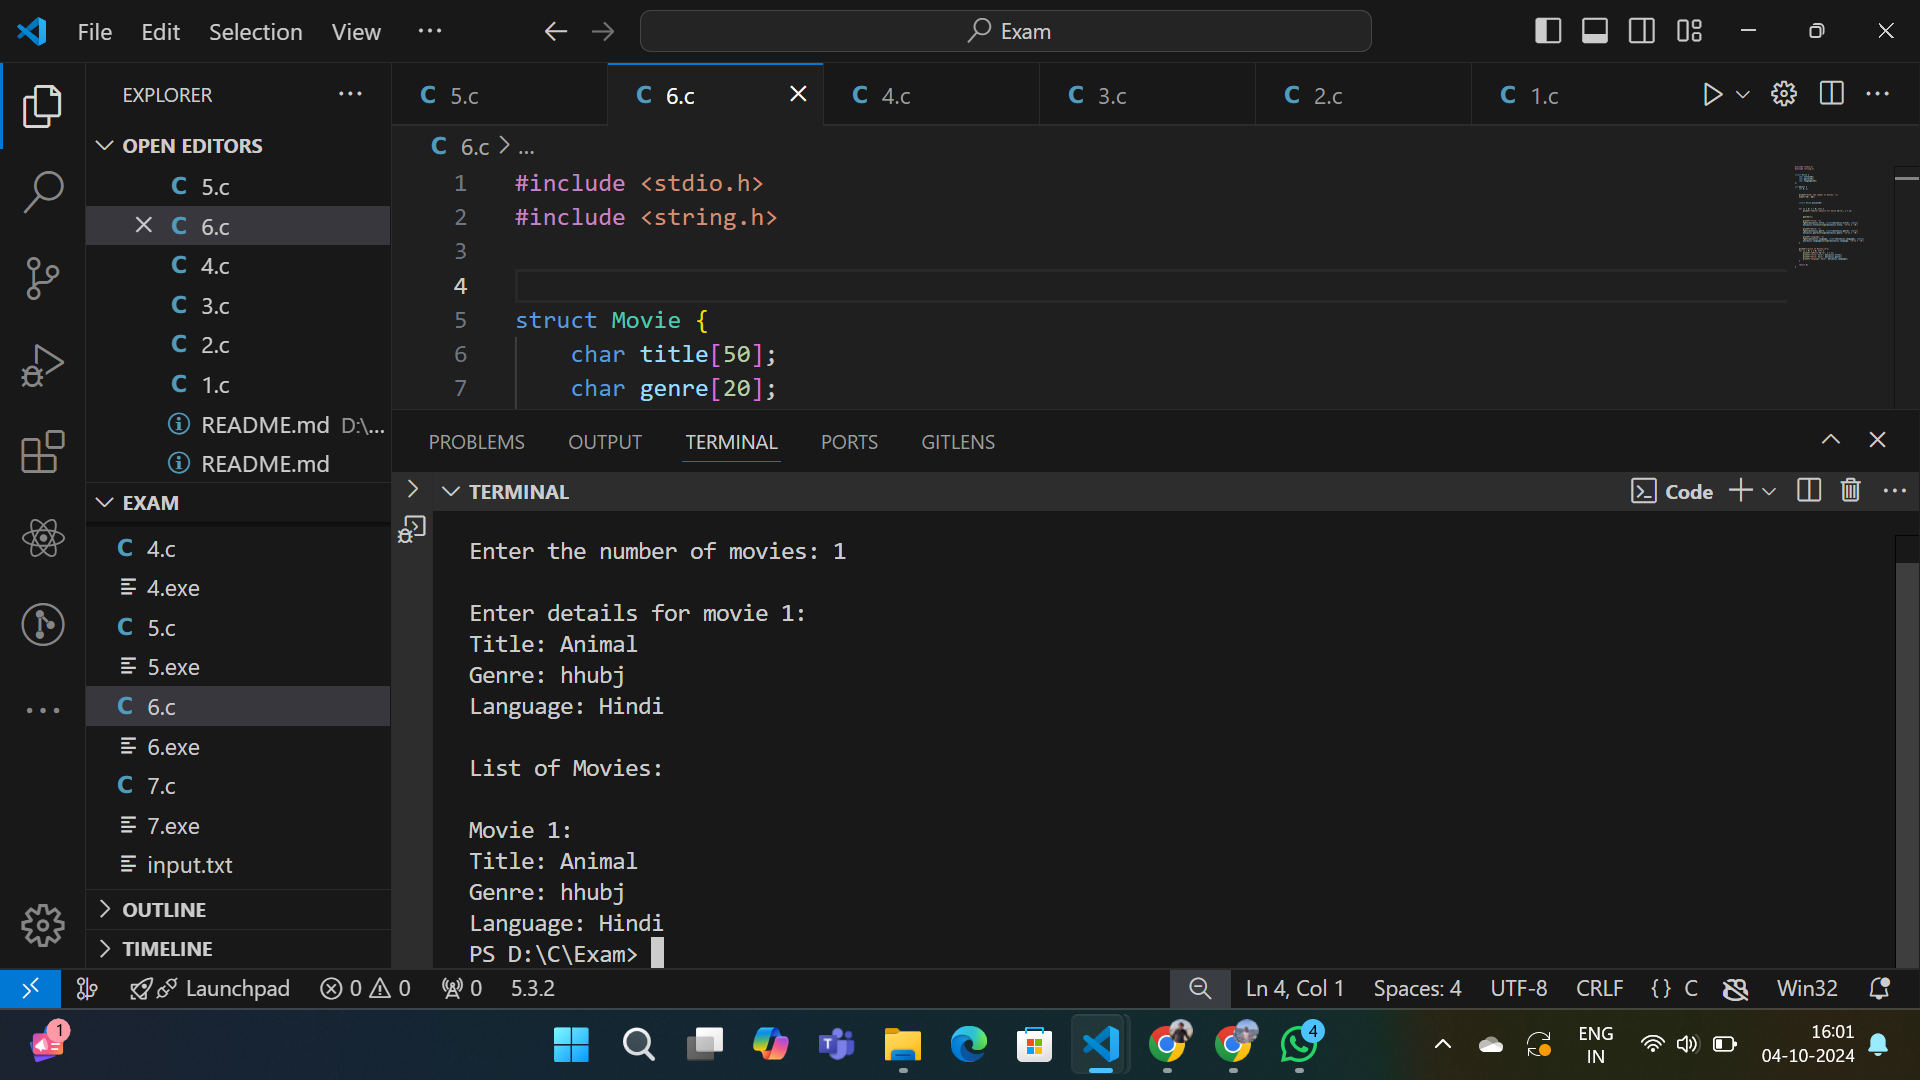 File Edit Selection View ... Exam
EXPLORER ...
OPEN EDITORS
C 5.c
C 6.c
C 4.c
C 3.c
C 2.c
C 1.c
README.md D:\...
README.md
EXAM
C 4.c
4.exe
C 5.c
5.exe
C 6.c
6.exe
C 7.c
7.exe
input.txt
OUTLINE
TIMELINE
C 5.c C 6.c C 4.c C 3.c C 2.c C 1.c
C 6.c > ...
1 #include <stdio.h>
2 #include <string.h>
3
4
5 struct Movie {
6 char title[50];
7 char genre[20];
PROBLEMS OUTPUT TERMINAL PORTS GITLENS
TERMINAL Code
Enter the number of movies: 1
Enter details for movie 1:
Title: Animal
Genre: hhubj
Language: Hindi
List of Movies:
Movie 1:
Title: Animal
Genre: hhubj
Language: Hindi
PS D:\C\Exam>
Launchpad 0 0 0 5.3.2 Ln 4, Col 1 Spaces: 4 UTF-8 CRLF {} C Win32
1 4 ENG 16:01
IN 04-10-2024